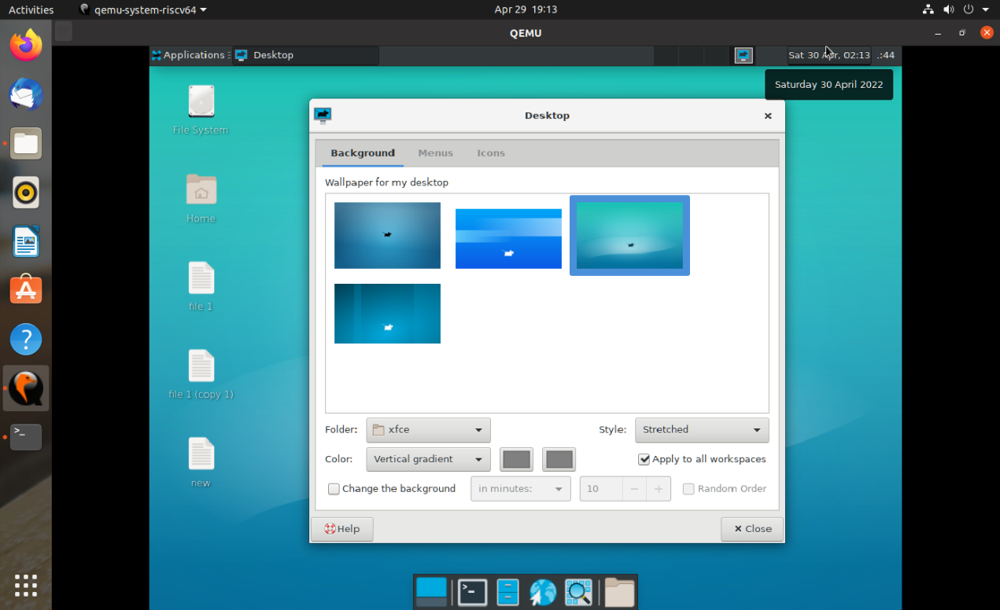 Activities
qemu-system-riscv64
Apr 29 19:13
QEMU
Applications
Desktop
Sat 30 Apr, 02:13
.:44
Saturday 30 April 2022
File System
Home
file 1
file 1 (copy 1)
new
Desktop
Background
Menus
Icons
Wallpaper for my desktop
Folder:
xfce
Style:
Stretched
Color:
Vertical gradient
Apply to all workspaces
Change the background
in minutes:
10
Random Order
Help
Close